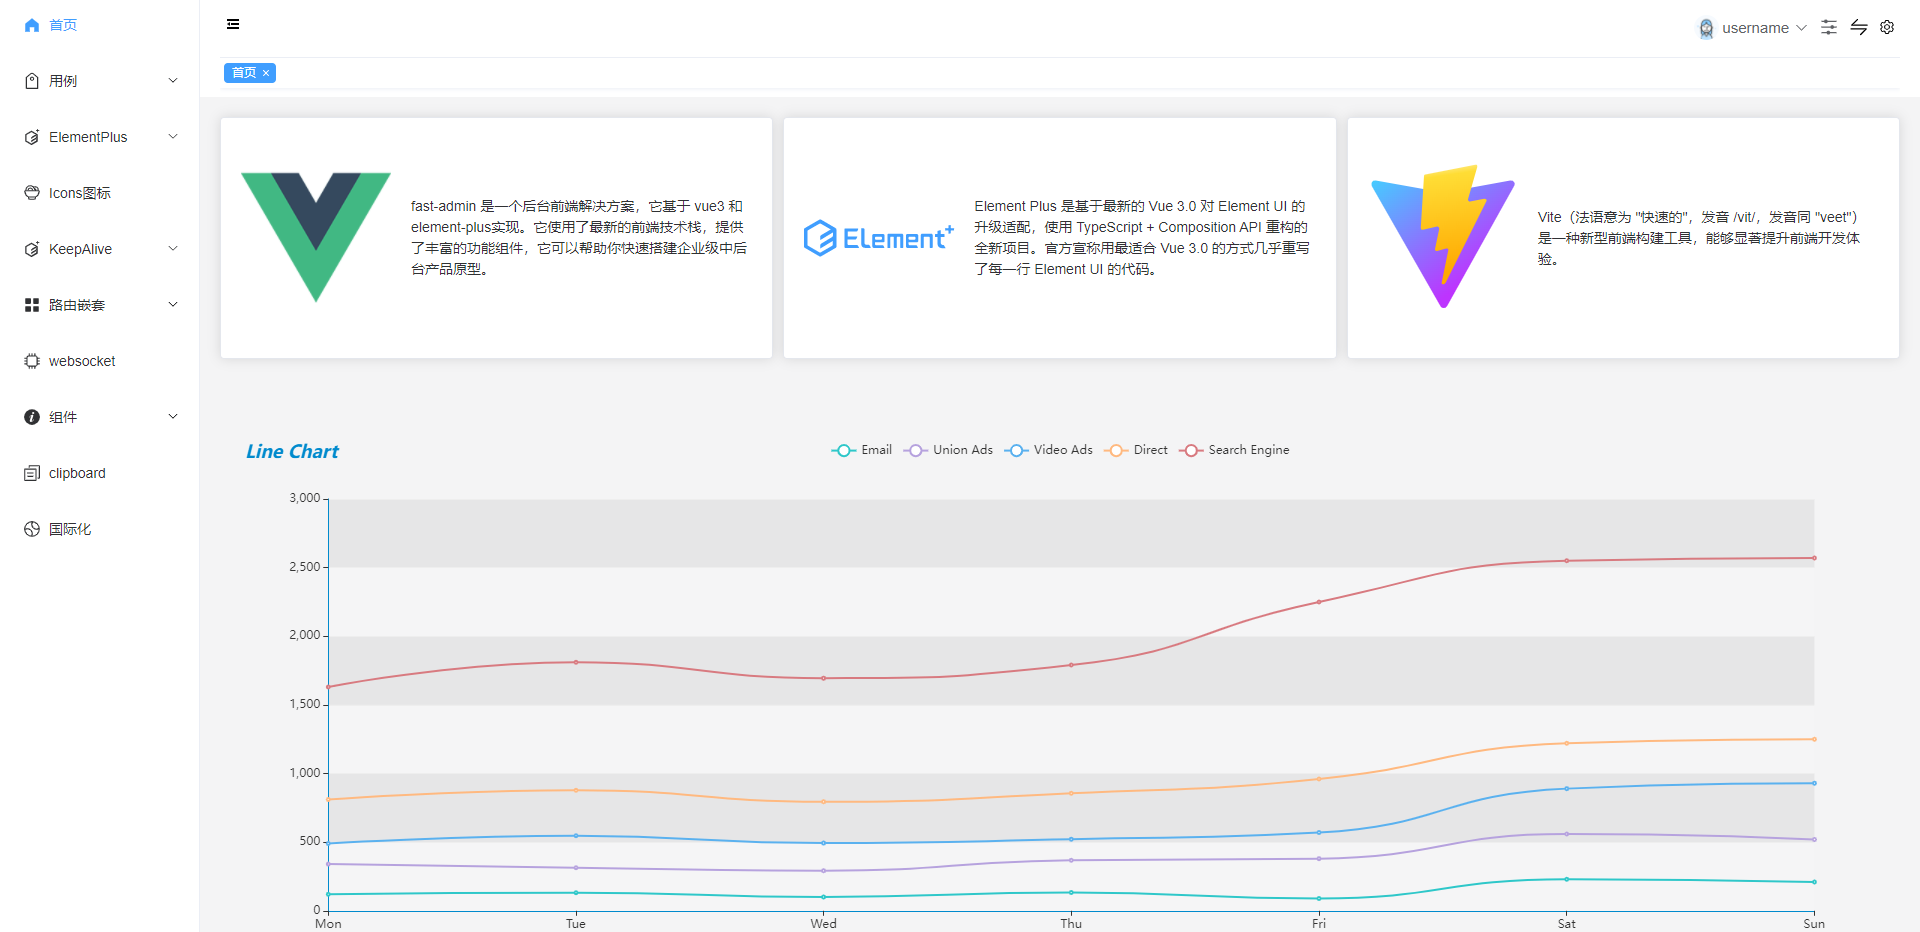 首页
用例
ElementPlus
Icons图标
KeepAlive
路由嵌套
websocket
组件
clipboard
国际化
username
首页 ×
fast-admin 是一个后台前端解决方案，它基于 vue3 和
element-plus实现。它使用了最新的前端技术栈，提供
了丰富的功能组件，它可以帮助你快速搭建企业级中后
台产品原型。
Element+
Element Plus 是基于最新的 Vue 3.0 对 Element UI 的
升级适配，使用 TypeScript + Composition API 重构的
全新项目。官方宣称用最适合 Vue 3.0 的方式几乎重写
了每一行 Element UI 的代码。
Vite（法语意为 "快速的"，发音 /vit/，发音同 "veet"）
是一种新型前端构建工具，能够显著提升前端开发体
验。
Line Chart
Email Union Ads Video Ads Direct Search Engine
3,000
2,500
2,000
1,500
1,000
500
0
Mon Tue Wed Thu Fri Sat Sun